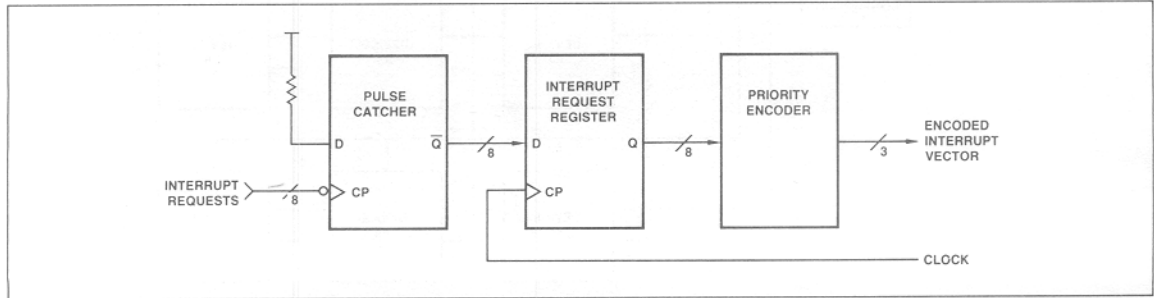 PULSE
CATCHER
D
Q
CP
INTERRUPT
REQUESTS
8
8
INTERRUPT
REQUEST
REGISTER
D
Q
CP
8
PRIORITY
ENCODER
3
ENCODED
INTERRUPT
VECTOR
CLOCK